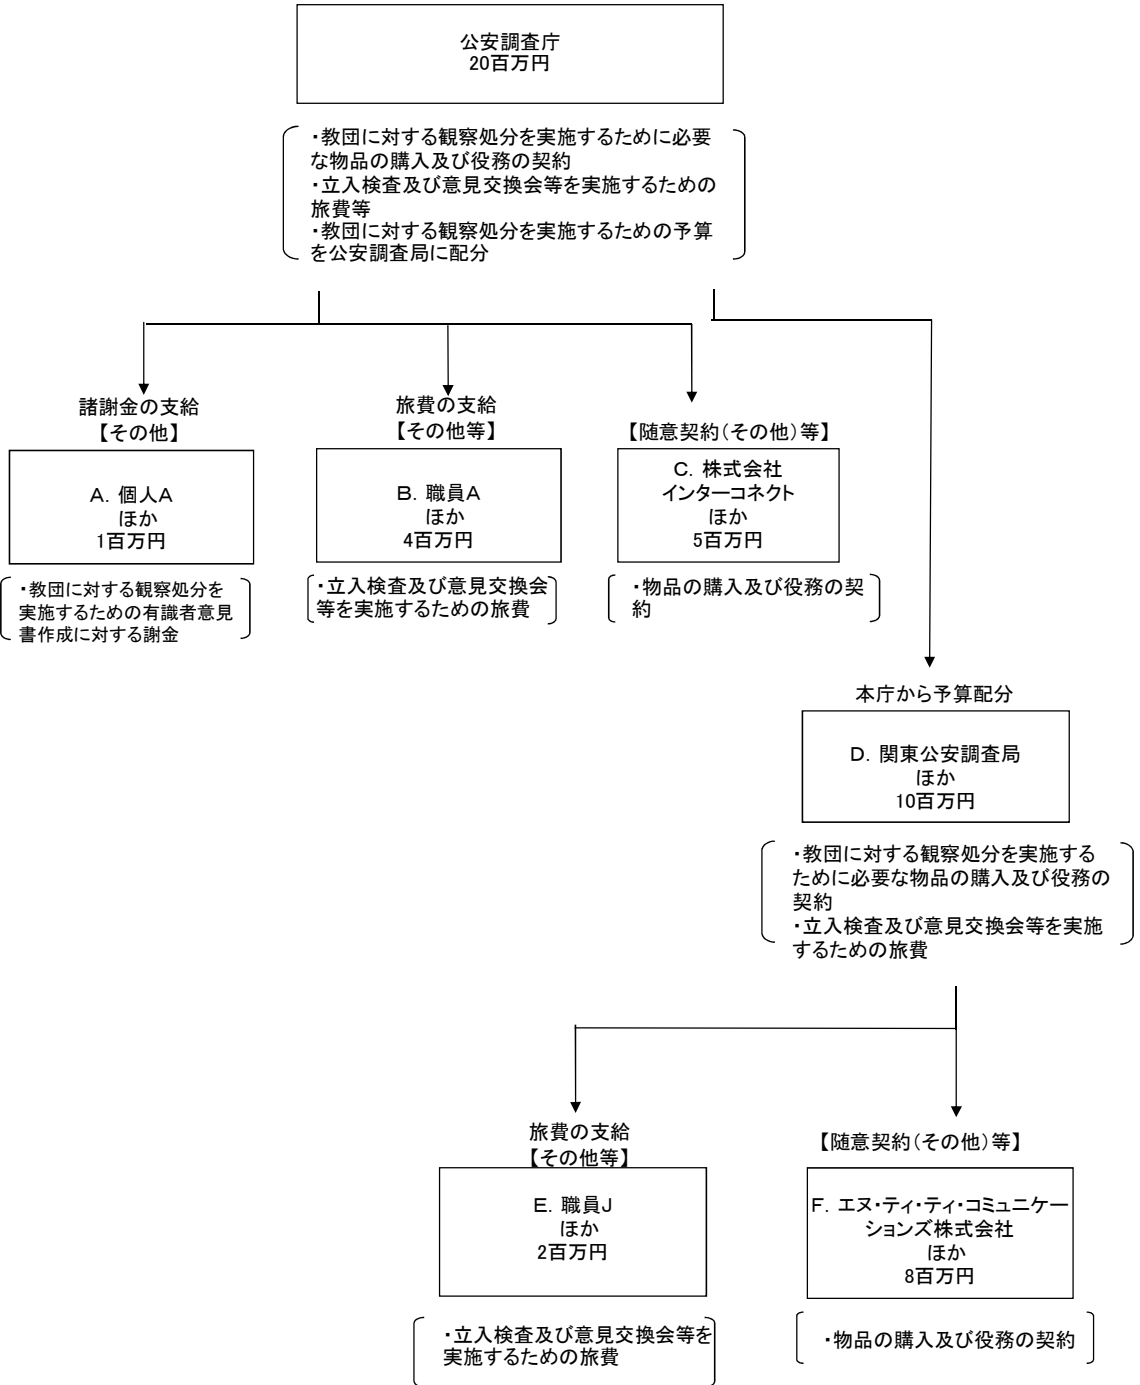 公安調査庁
20百万円
・教団に対する観察処分を実施するために必要
な物品の購入及び役務の契約
・立入検査及び意見交換会等を実施するための
旅費等
・教団に対する観察処分を実施するための予算
を公安調査局に配分
諸謝金の支給
【その他】
A. 個人A
ほか
1百万円
・教団に対する観察処分を
実施するための有識者意見
書作成に対する謝金
旅費の支給
【その他等】
B. 職員A
ほか
4百万円
・立入検査及び意見交換会
等を実施するための旅費
【随意契約(その他)等】
C. 株式会社
インターコネクト
ほか
5百万円
・物品の購入及び役務の契
約
本庁から予算配分
D. 関東公安調査局
ほか
10百万円
・教団に対する観察処分を実施する
ために必要な物品の購入及び役務の
契約
・立入検査及び意見交換会等を実施
するための旅費
旅費の支給
【その他等】
E. 職員J
ほか
2百万円
・立入検査及び意見交換会等を
実施するための旅費
【随意契約(その他)等】
F. エヌ・ティ・ティ・コミュニケー
ションズ株式会社
ほか
8百万円
・物品の購入及び役務の契約